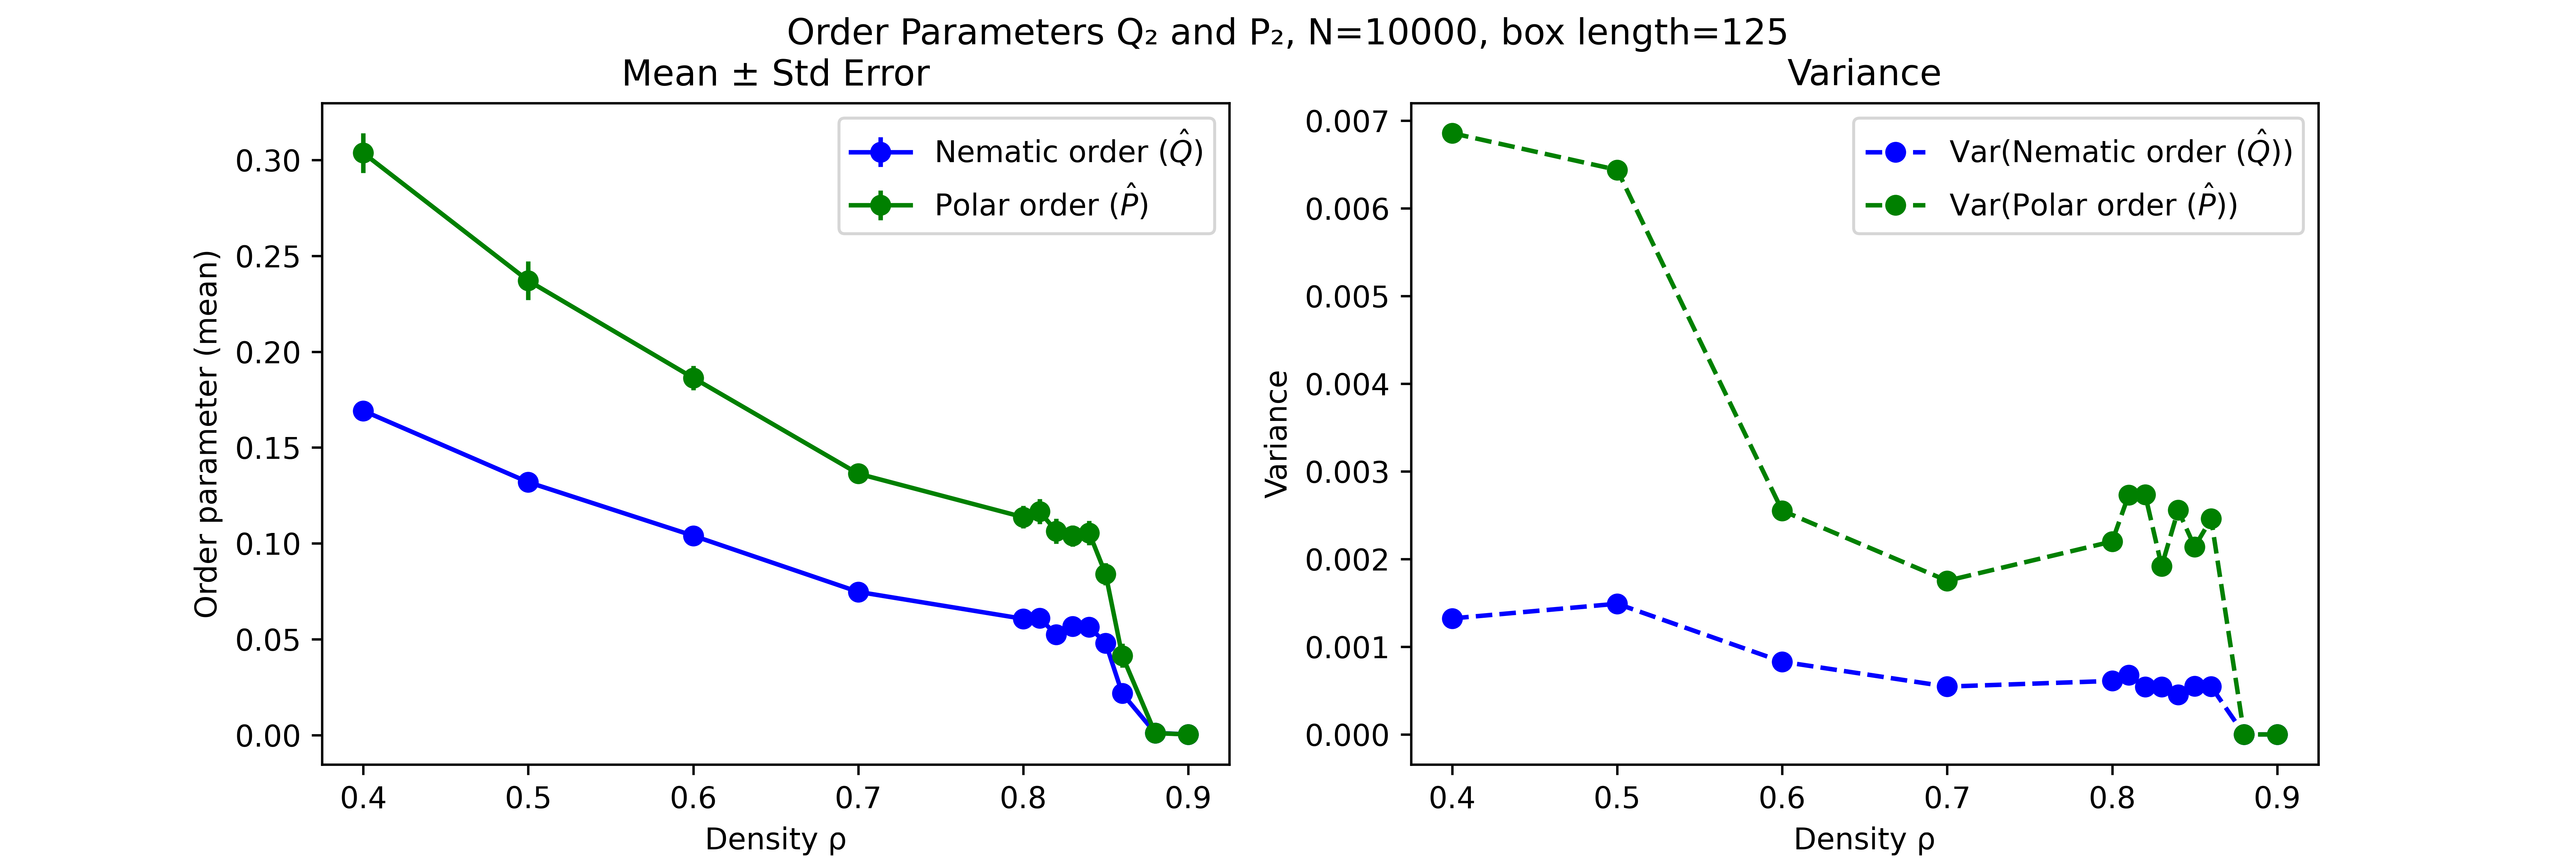 Order Parameters Q₂ and P₂, N=10000, box length=125
Mean ± Std Error
Order parameter (mean)
0.30
0.25
0.20
0.15
0.10
0.05
0.00
0.4 0.5 0.6 0.7 0.8 0.9
Density ρ
Nematic order (Q̂)
Polar order (P̂)
Variance
Variance
0.007
0.006
0.005
0.004
0.003
0.002
0.001
0.000
0.4 0.5 0.6 0.7 0.8 0.9
Density ρ
Var(Nematic order (Q̂))
Var(Polar order (P̂))